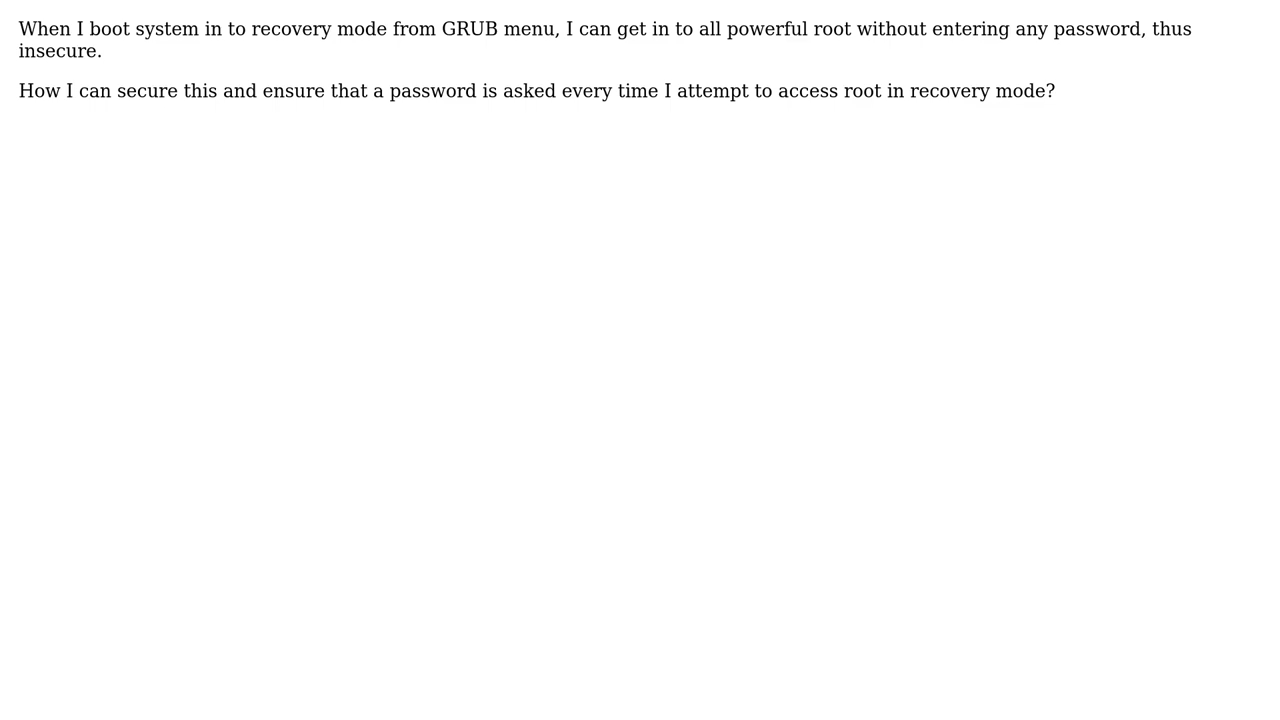 When I boot system in to recovery mode from GRUB menu, I can get in to all powerful root without entering any password, thus
insecure.
How I can secure this and ensure that a password is asked every time I attempt to access root in recovery mode?